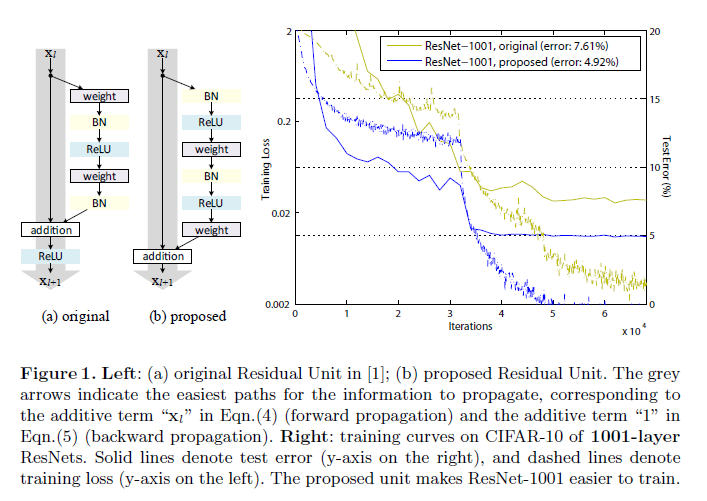 xl
weight
BN
ReLU
weight
BN
addition
ReLU
xl+1
(a) original
xl
BN
ReLU
weight
BN
ReLU
weight
addition
xl+1
(b) proposed
2
0.2
0.02
0.002
Training Loss
0 1 2 3 4 5 6
x 10^4
Iterations
20
15
10
5
0
Test Error (%)
ResNet−1001, original (error: 7.61%)
ResNet−1001, proposed (error: 4.92%)
Figure 1. Left: (a) original Residual Unit in [1]; (b) proposed Residual Unit. The grey
arrows indicate the easiest paths for the information to propagate, corresponding to
the additive term “xl” in Eqn.(4) (forward propagation) and the additive term “1” in
Eqn.(5) (backward propagation). Right: training curves on CIFAR-10 of 1001-layer
ResNets. Solid lines denote test error (y-axis on the right), and dashed lines denote
training loss (y-axis on the left). The proposed unit makes ResNet-1001 easier to train.